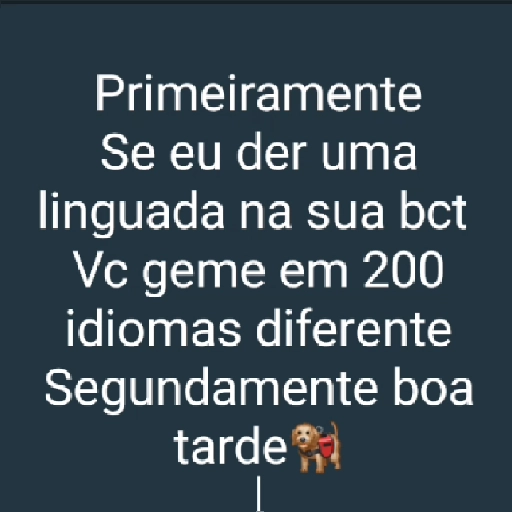 Primeiramente
Se eu der uma
linguada na sua bct
Vc geme em 200
idiomas diferente
Segundamente boa
tarde🐕‍🦺